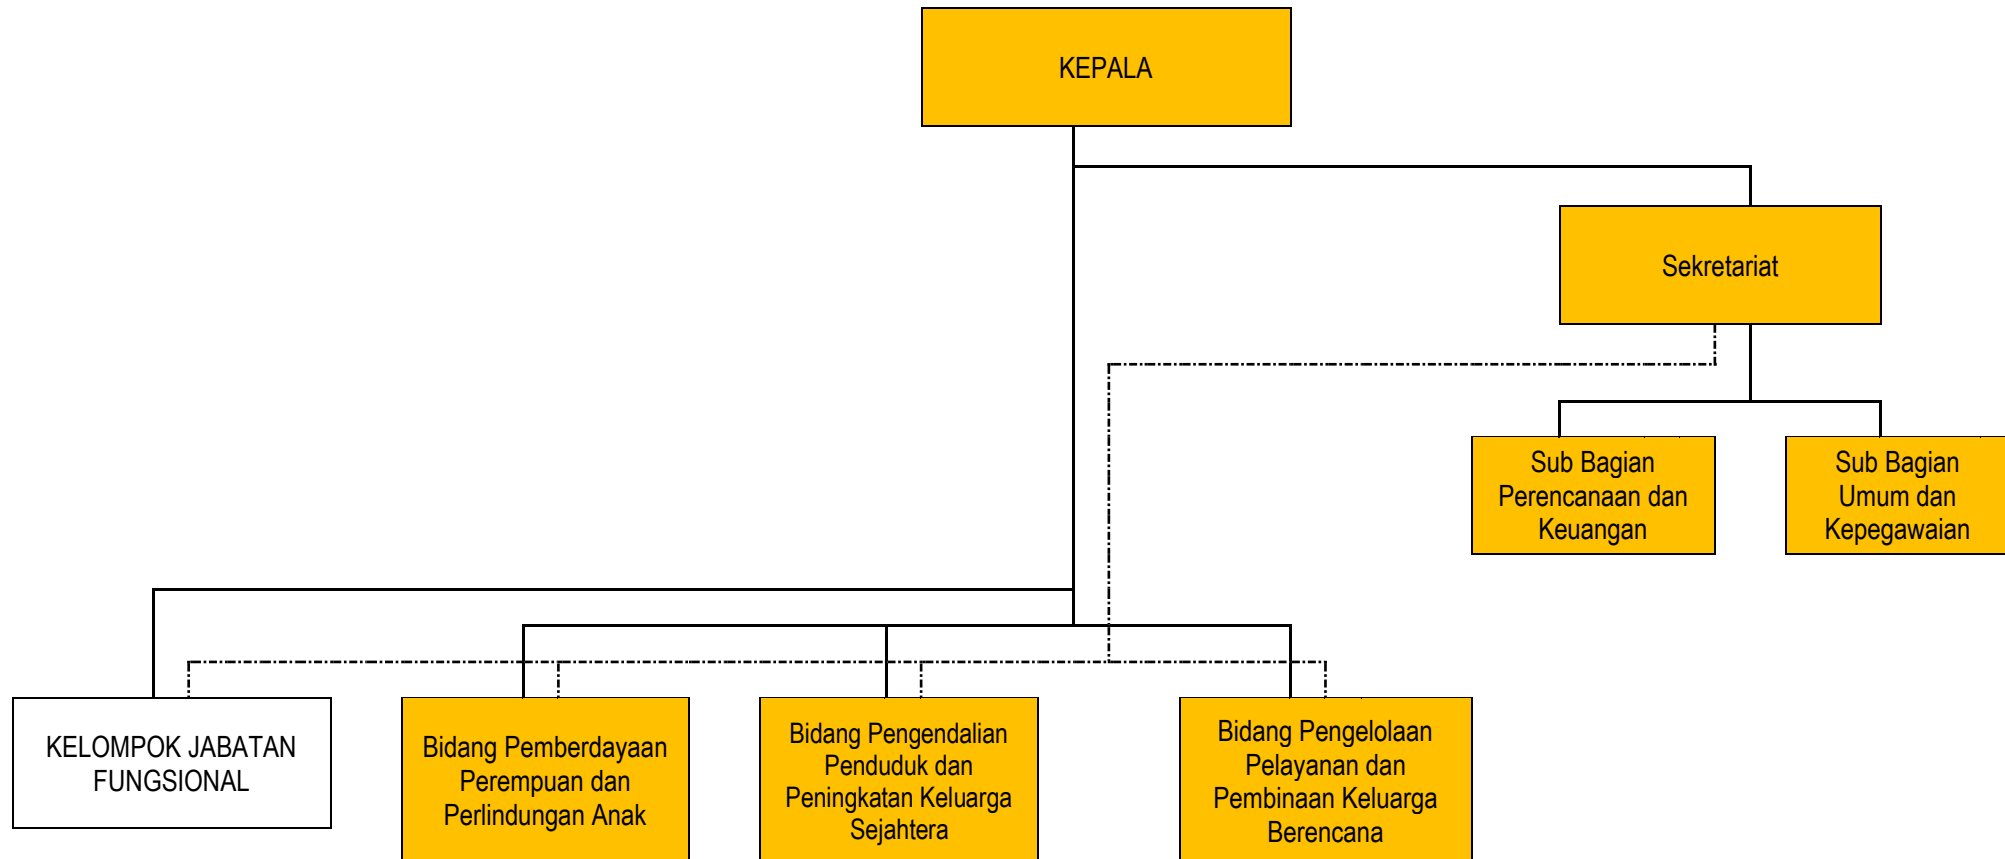 KEPALA
Sekretariat
Sub Bagian
Perencanaan dan
Keuangan
Sub Bagian
Umum dan
Kepegawaian
KELOMPOK JABATAN
FUNGSIONAL
Bidang Pemberdayaan
Perempuan dan
Perlindungan Anak
Bidang Pengendalian
Penduduk dan
Peningkatan Keluarga
Sejahtera
Bidang Pengelolaan
Pelayanan dan
Pembinaan Keluarga
Berencana